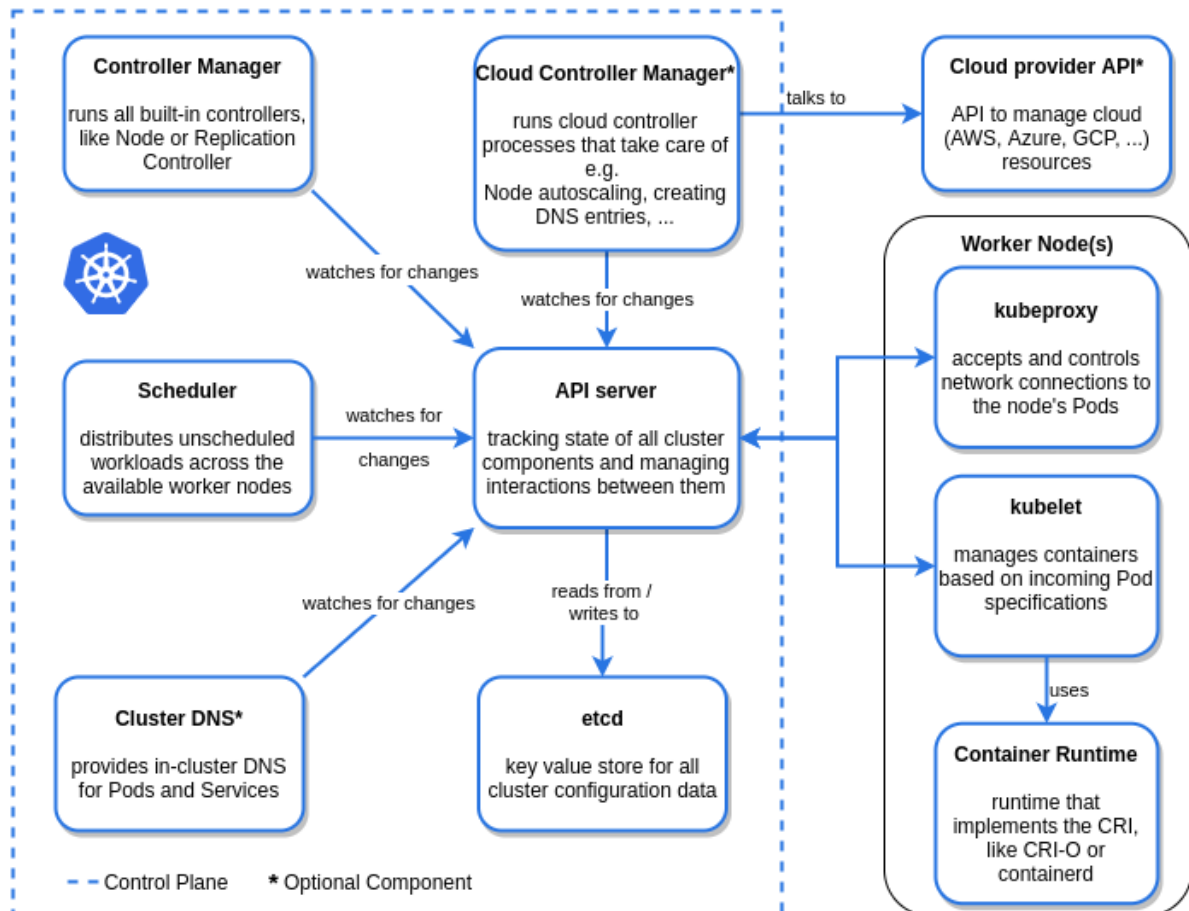 Controller Manager
runs all built-in controllers,
like Node or Replication
Controller
Cloud Controller Manager*
runs cloud controller
processes that take care of
e.g.
Node autoscaling, creating
DNS entries, ...
talks to
Cloud provider API*
API to manage cloud
(AWS, Azure, GCP, ...)
resources
watches for changes
watches for changes
Worker Node(s)
kubeproxy
accepts and controls
network connections to
the node's Pods
Scheduler
distributes unscheduled
workloads across the
available worker nodes
watches for
changes
API server
tracking state of all cluster
components and managing
interactions between them
kubelet
manages containers
based on incoming Pod
specifications
watches for changes
reads from /
writes to
uses
Cluster DNS*
provides in-cluster DNS
for Pods and Services
etcd
key value store for all
cluster configuration data
Container Runtime
runtime that
implements the CRI,
like CRI-O or
containerd
Control Plane
* Optional Component